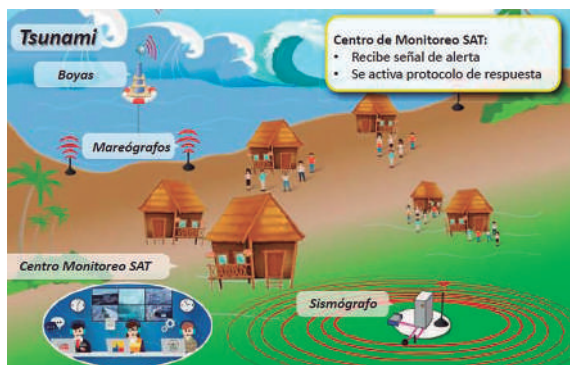 Tsunami
Boyas
Centro de Monitoreo SAT:
• Recibe señal de alerta
• Se activa protocolo de respuesta
Mareógrafos
Centro Monitoreo SAT
Sismógrafo